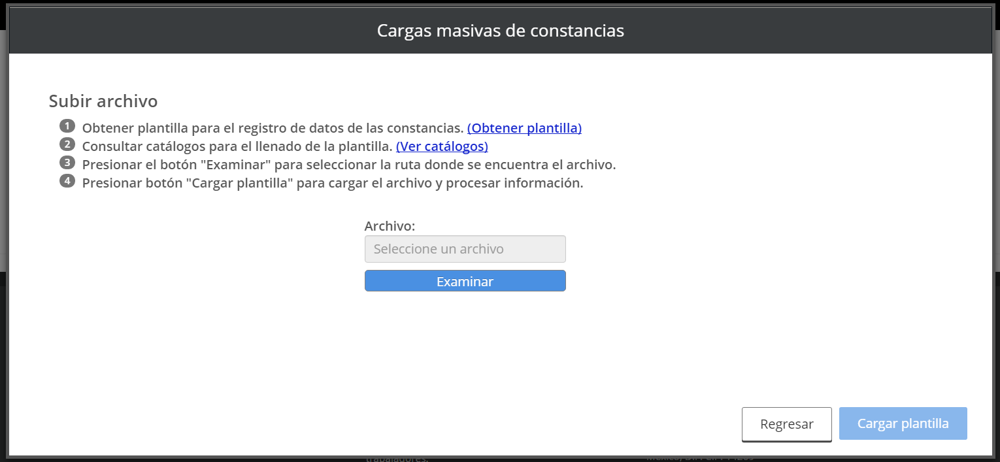 Cargas masivas de constancias
Subir archivo
1 Obtener plantilla para el registro de datos de las constancias. (Obtener plantilla)
2 Consultar catálogos para el llenado de la plantilla. (Ver catálogos)
3 Presionar el botón "Examinar" para seleccionar la ruta donde se encuentra el archivo.
4 Presionar botón "Cargar plantilla" para cargar el archivo y procesar información.
Archivo:
Seleccione un archivo
Examinar
Regresar
Cargar plantilla
trabajadores.